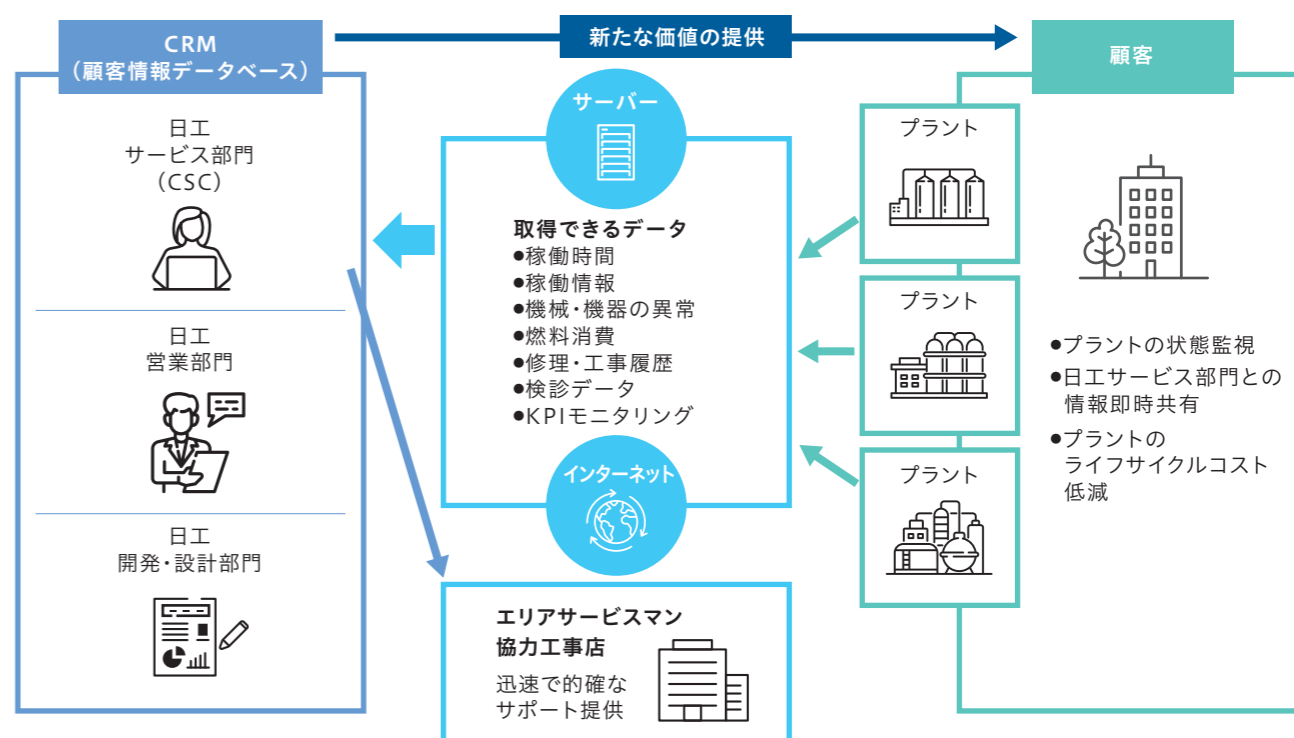 CRM
（顧客情報データベース）
新たな価値の提供
顧客
日工
サービス部門
（CSC）
日工
営業部門
日工
開発・設計部門
サーバー
取得できるデータ
●稼働時間
●稼働情報
●機械・機器の異常
●燃料消費
●修理・工事履歴
●検診データ
●KPIモニタリング
インターネット
エリアサービスマン
協力工事店
迅速で的確な
サポート提供
プラント
プラント
プラント
●プラントの状態監視
●日工サービス部門との
情報即時共有
●プラントの
ライフサイクルコスト
低減